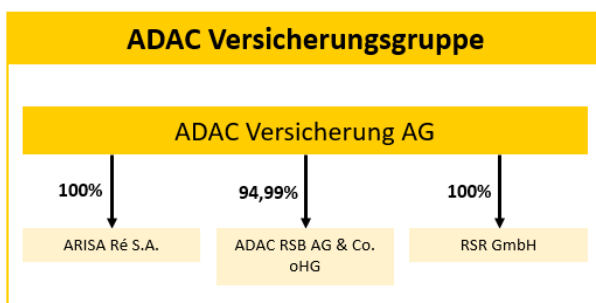 ADAC Versicherungsgruppe
ADAC Versicherung AG
100%
94,99%
100%
ARISA Ré S.A.
ADAC RSB AG & Co.
oHG
RSR GmbH